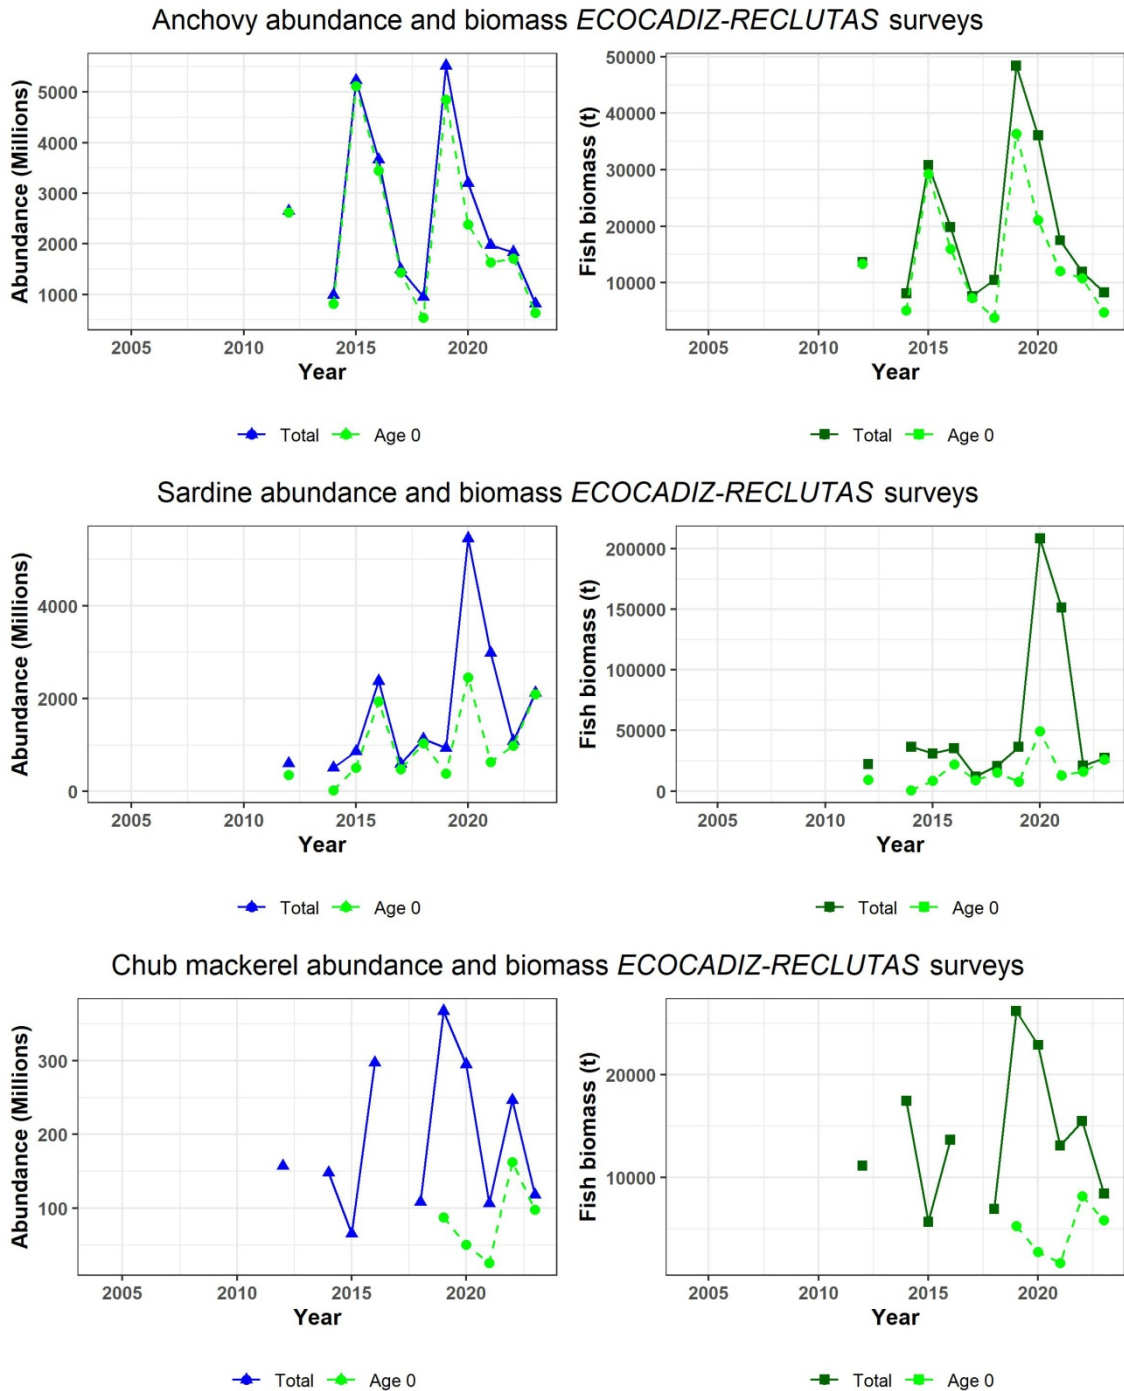 Anchovy abundance and biomass ECOCADIZ-RECLUTAS surveys
Abundance (Millions)
5000
4000
3000
2000
1000
2005 2010 2015 2020
Year
Total Age 0
Fish biomass (t)
50000
40000
30000
20000
10000
2005 2010 2015 2020
Year
Total Age 0
Sardine abundance and biomass ECOCADIZ-RECLUTAS surveys
Abundance (Millions)
4000
2000
0
2005 2010 2015 2020
Year
Total Age 0
Fish biomass (t)
200000
150000
100000
50000
0
2005 2010 2015 2020
Year
Total Age 0
Chub mackerel abundance and biomass ECOCADIZ-RECLUTAS surveys
Abundance (Millions)
300
200
100
2005 2010 2015 2020
Year
Total Age 0
Fish biomass (t)
20000
10000
2005 2010 2015 2020
Year
Total Age 0